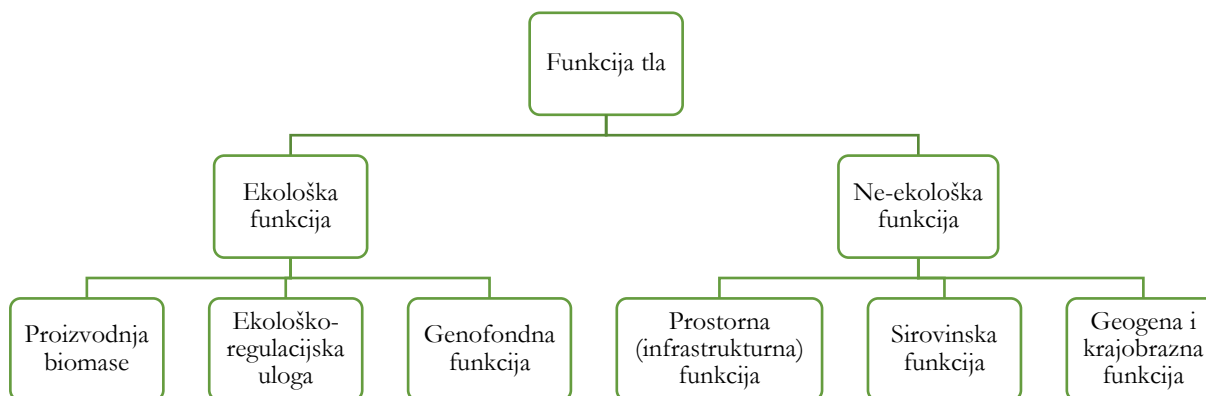 Funkcija tla
Ekološka
funkcija
Ne-ekološka
funkcija
Proizvodnja
biomase
Ekološko-
regulacijska
uloga
Genofondna
funkcija
Prostorna
(infrastrukturna)
funkcija
Sirovinska
funkcija
Geogena i
krajobrazna
funkcija